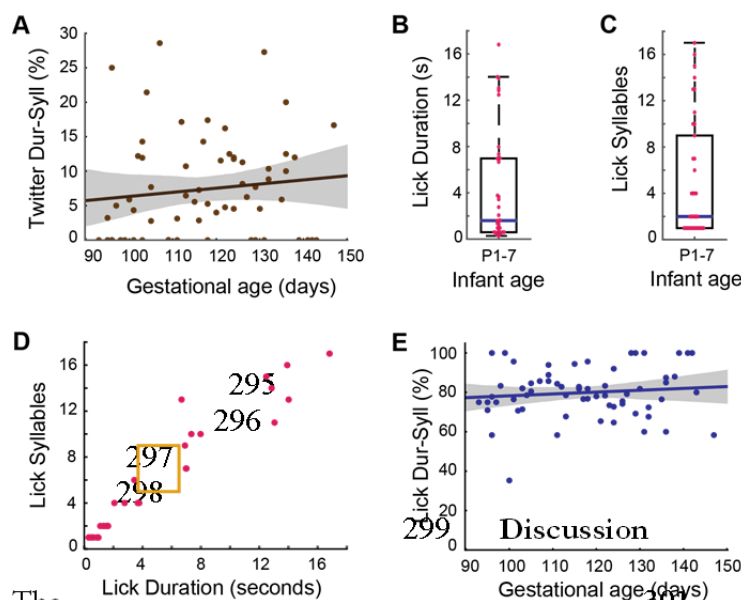 A
Twitter Dur-Syll (%)
30
25
20
15
10
5
0
90 100 110 120 130 140 150
Gestational age (days)
B
Lick Duration (s)
16
12
8
4
0
P1-7
Infant age
C
Lick Syllables
16
12
8
4
0
P1-7
Infant age
D
Lick Syllables
16
12
8
4
0
0 4 8 12 16
Lick Duration (seconds)
295
296
297
298
E
Lick Dur-Syll (%)
100
80
60
40
20
0
90 100 110 120 130 140 150
Gestational age (days)
299 Discussion
The